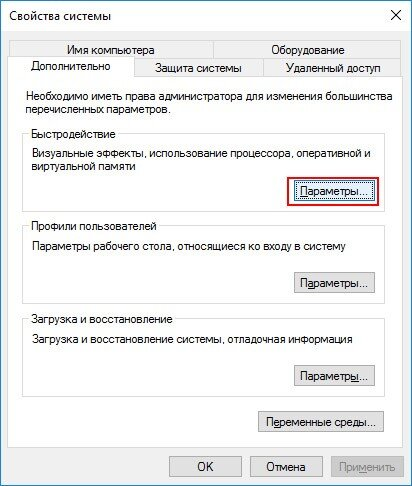 Свойства системы
Имя компьютера
Оборудование
Дополнительно
Защита системы
Удаленный доступ
Необходимо иметь права администратора для изменения большинства
перечисленных параметров.
Быстродействие
Визуальные эффекты, использование процессора, оперативной и
виртуальной памяти
Параметры...
Профили пользователей
Параметры рабочего стола, относящиеся ко входу в систему
Параметры...
Загрузка и восстановление
Загрузка и восстановление системы, отладочная информация
Параметры...
Переменные среды...
OK
Отмена
Применить